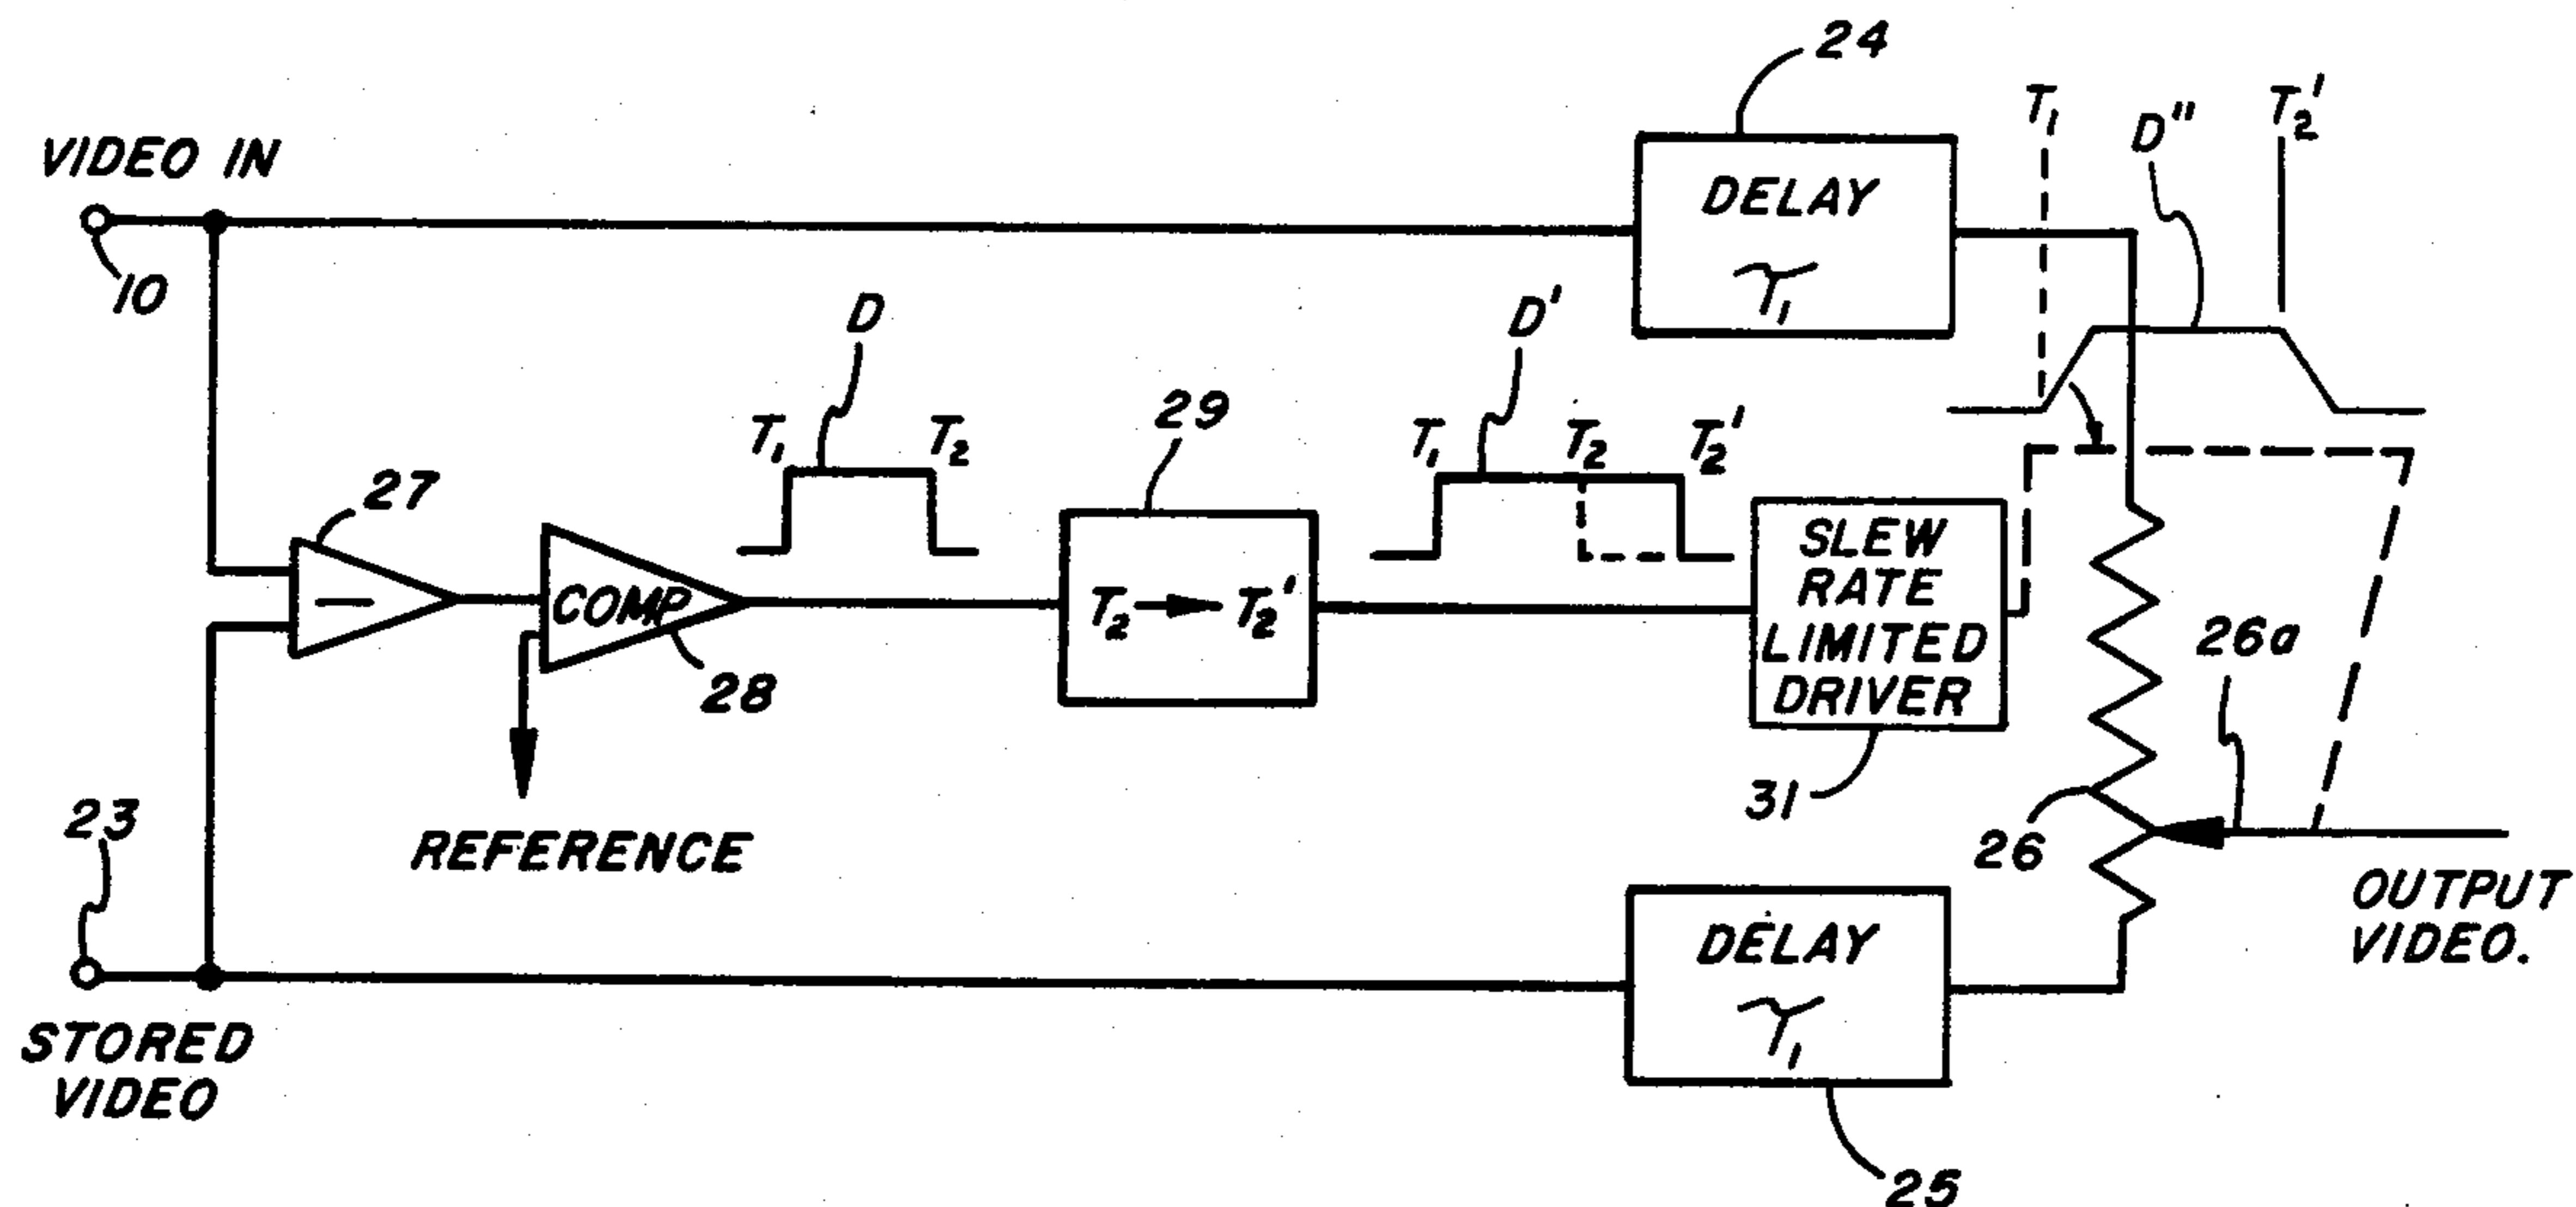 24
VIDEO IN
10
DELAY
τ₁
T₁
D"
T₂'
D
D'
T₁
T₂
29
T₁
T₂
T₂'
27
—
COMP
28
REFERENCE
T₂ → T₂'
SLEW
RATE
LIMITED
DRIVER
31
26a
26
OUTPUT
VIDEO.
23
STORED
VIDEO
DELAY
τ₁
25